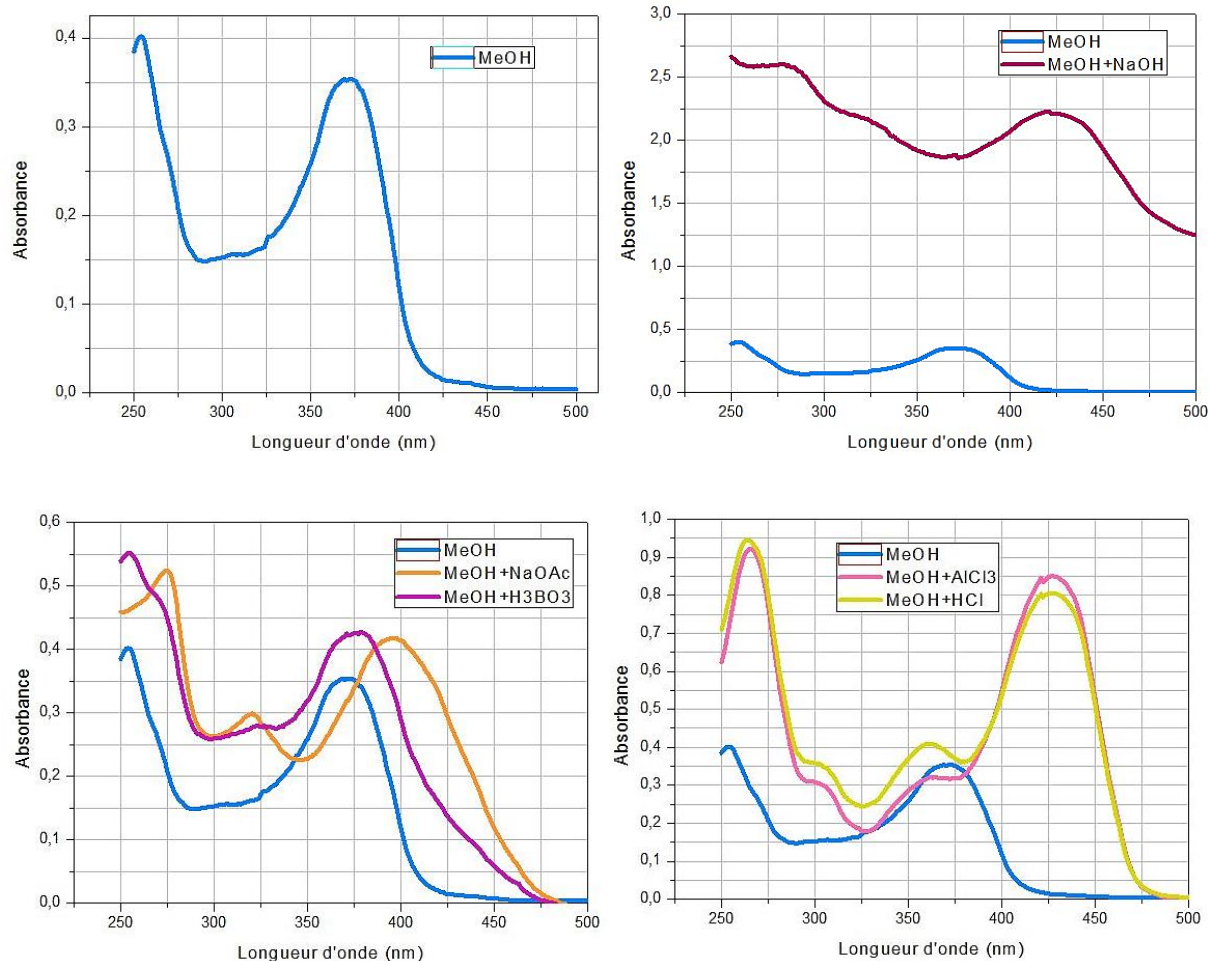 0,4
0,3
0,2
0,1
0,0
Absorbance
MeOH
250 300 350 400 450 500
Longueur d'onde (nm)
3,0
2,5
2,0
1,5
1,0
0,5
0,0
Absorbance
MeOH
MeOH+NaOH
250 300 350 400 450 500
Longueur d'onde (nm)
0,6
0,5
0,4
0,3
0,2
0,1
0,0
Absorbance
MeOH
MeOH+NaOAc
MeOH+H3BO3
250 300 350 400 450 500
Longueur d'onde (nm)
1,0
0,9
0,8
0,7
0,6
0,5
0,4
0,3
0,2
0,1
0,0
Absorbance
MeOH
MeOH+AlCl3
MeOH+HCl
250 300 350 400 450 500
Longueur d'onde (nm)